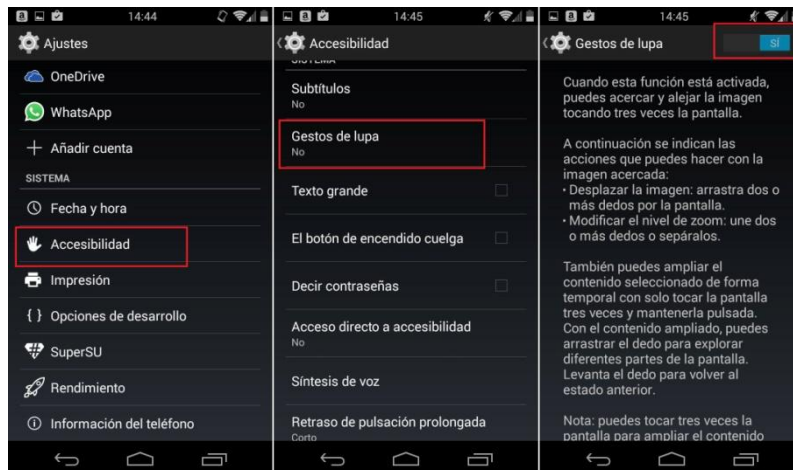 14:44
Ajustes
OneDrive
WhatsApp
Añadir cuenta
SISTEMA
Fecha y hora
Accesibilidad
Impresión
{ } Opciones de desarrollo
SuperSU
Rendimiento
Información del teléfono
14:45
Accesibilidad
SISTEMA
Subtítulos
No
Gestos de lupa
No
Texto grande
El botón de encendido cuelga
Decir contraseñas
Acceso directo a accesibilidad
No
Síntesis de voz
Retraso de pulsación prolongada
Corto
14:45
Gestos de lupa
SÍ
Cuando esta función está activada,
puedes acercar y alejar la imagen
tocando tres veces la pantalla.
A continuación se indican las
acciones que puedes hacer con la
imagen acercada:
• Desplazar la imagen: arrastra dos o
más dedos por la pantalla.
• Modificar el nivel de zoom: une dos
o más dedos o sepáralos.
También puedes ampliar el
contenido seleccionado de forma
temporal con solo tocar la pantalla
tres veces y mantenerla pulsada.
Con el contenido ampliado, puedes
arrastrar el dedo para explorar
diferentes partes de la pantalla.
Levanta el dedo para volver al
estado anterior.
Nota: puedes tocar tres veces la
pantalla para ampliar el contenido